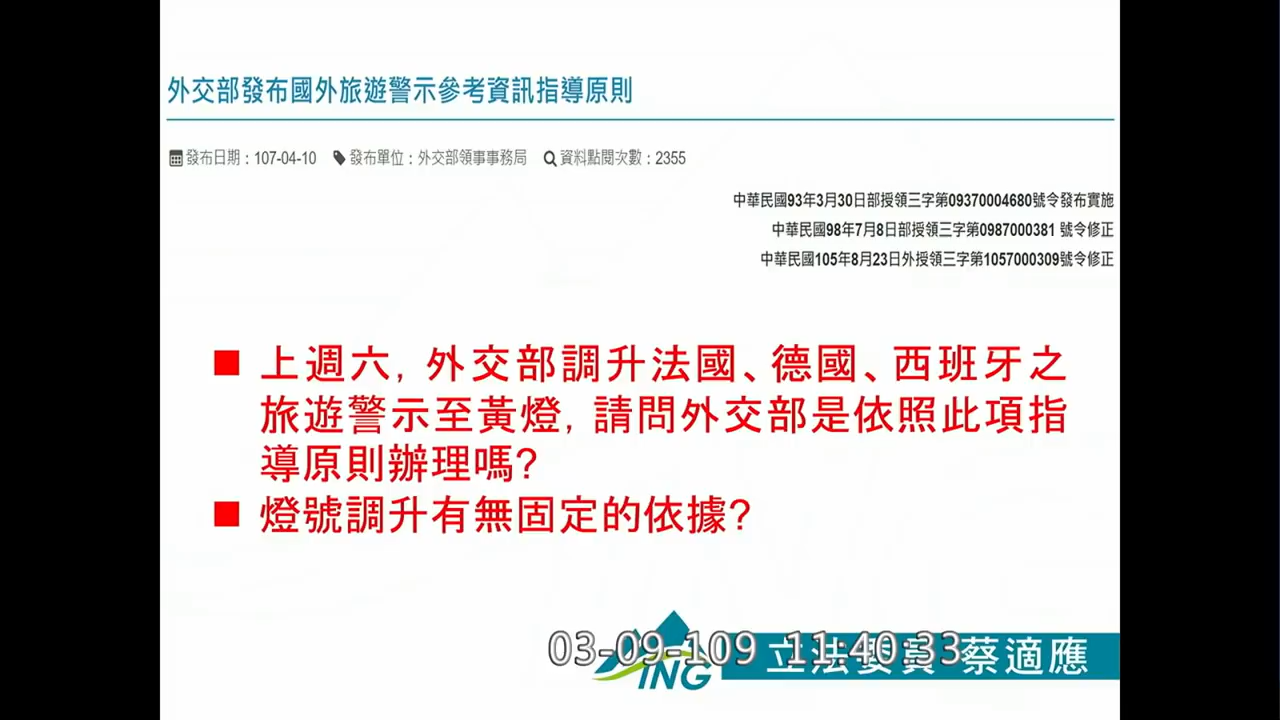 外交部發布國外旅遊警示參考資訊指導原則
發布日期：107-04-10 發布單位：外交部領事事務局 資料點閱次數：2355
中華民國93年3月30日部授領三字第09370004680號令發布實施
中華民國98年7月8日部授領三字第0987000381 號令修正
中華民國105年8月23日外授領三字第1057000309號令修正
上週六，外交部調升法國、德國、西班牙之
旅遊警示至黃燈，請問外交部是依照此項指
導原則辦理嗎？
燈號調升有無固定的依據？
03-09-109 11:40:33
ING
立法委員 蔡適應